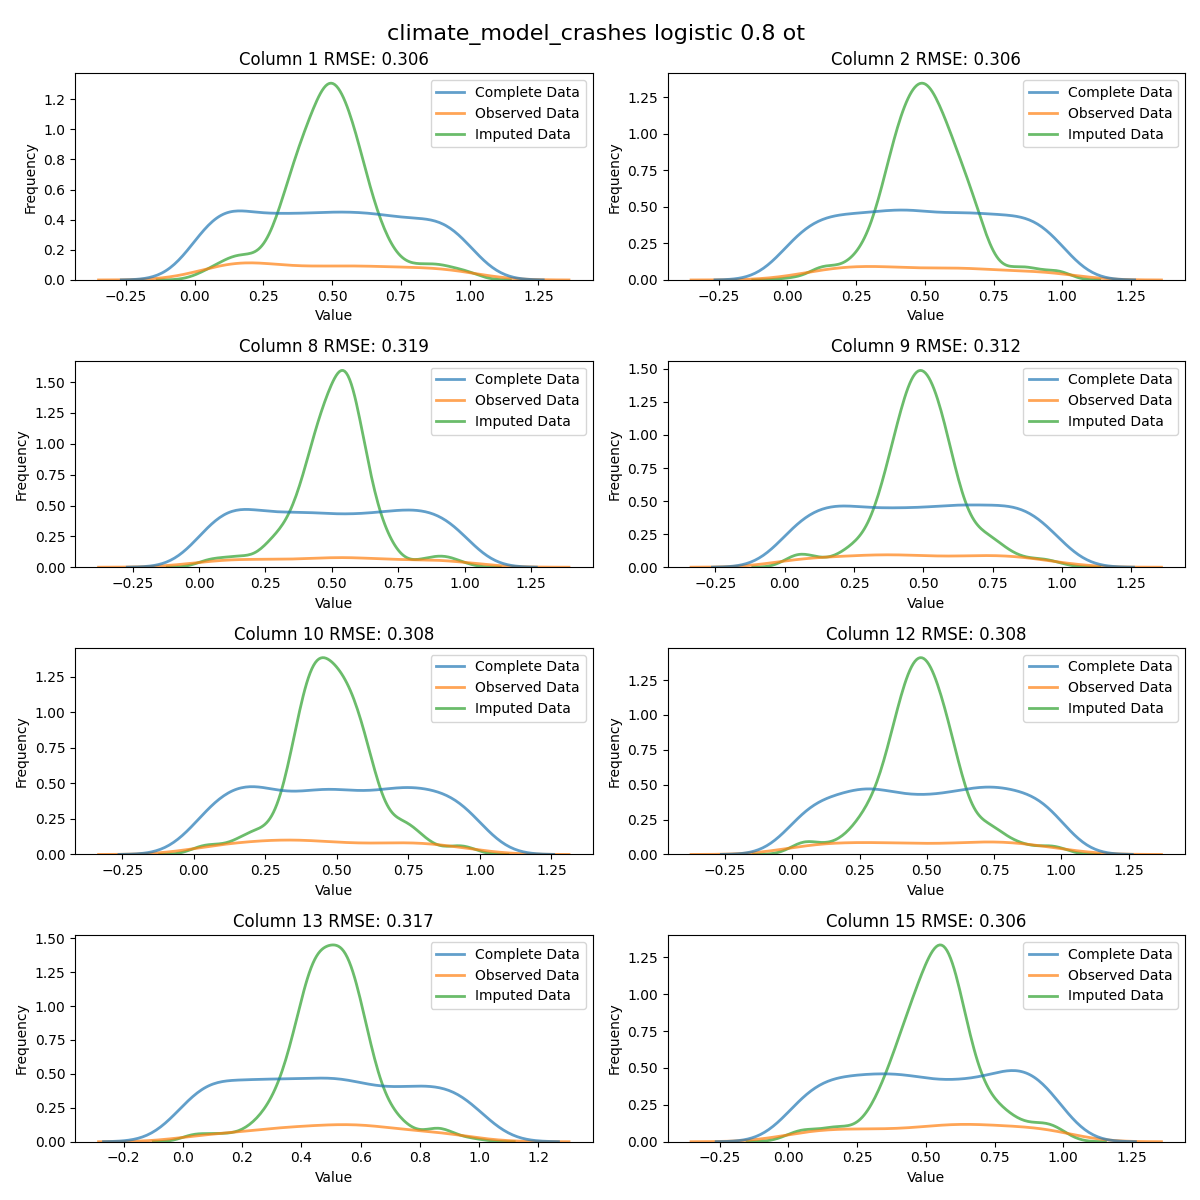 climate_model_crashes logistic 0.8 ot
Column 1 RMSE: 0.306
1.2
1.0
0.8
0.6
0.4
0.2
0.0
Frequency
Complete Data
Observed Data
Imputed Data
−0.25 0.00 0.25 0.50 0.75 1.00 1.25
Value
Column 2 RMSE: 0.306
1.25
1.00
0.75
0.50
0.25
0.00
Frequency
Complete Data
Observed Data
Imputed Data
−0.25 0.00 0.25 0.50 0.75 1.00 1.25
Value
Column 8 RMSE: 0.319
1.50
1.25
1.00
0.75
0.50
0.25
0.00
Frequency
Complete Data
Observed Data
Imputed Data
−0.25 0.00 0.25 0.50 0.75 1.00 1.25
Value
Column 9 RMSE: 0.312
1.50
1.25
1.00
0.75
0.50
0.25
0.00
Frequency
Complete Data
Observed Data
Imputed Data
−0.25 0.00 0.25 0.50 0.75 1.00 1.25
Value
Column 10 RMSE: 0.308
1.25
1.00
0.75
0.50
0.25
0.00
Frequency
Complete Data
Observed Data
Imputed Data
−0.25 0.00 0.25 0.50 0.75 1.00 1.25
Value
Column 12 RMSE: 0.308
1.25
1.00
0.75
0.50
0.25
0.00
Frequency
Complete Data
Observed Data
Imputed Data
−0.25 0.00 0.25 0.50 0.75 1.00 1.25
Value
Column 13 RMSE: 0.317
1.50
1.25
1.00
0.75
0.50
0.25
0.00
Frequency
Complete Data
Observed Data
Imputed Data
−0.2 0.0 0.2 0.4 0.6 0.8 1.0 1.2
Value
Column 15 RMSE: 0.306
1.25
1.00
0.75
0.50
0.25
0.00
Frequency
Complete Data
Observed Data
Imputed Data
−0.25 0.00 0.25 0.50 0.75 1.00 1.25
Value